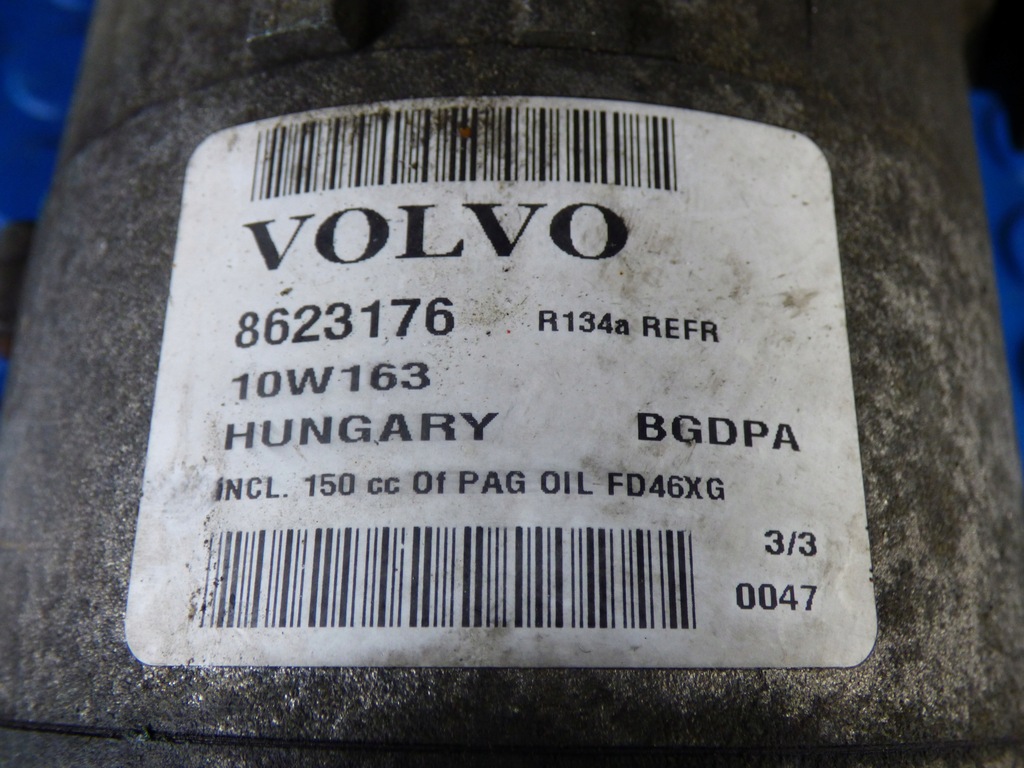 VOLVO
8623176 R134a REFR
10W163
HUNGARY BGDPA
INCL. 150 cc Of PAG OIL FD46XG
3/3
0047